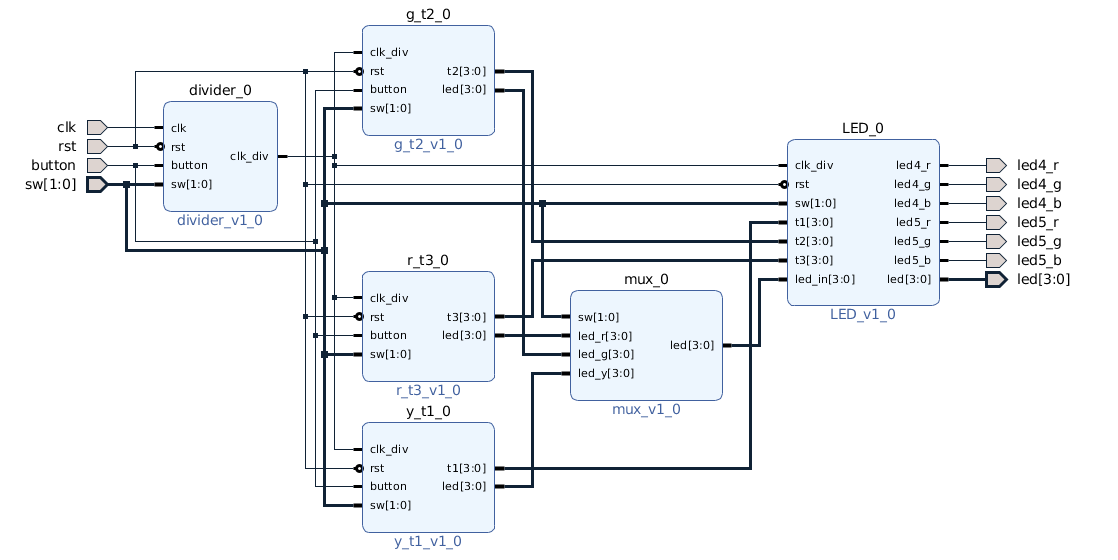 clk
rst
button
sw[1:0]
divider_0
clk
rst
button
sw[1:0]
clk_div
divider_v1_0
g_t2_0
clk_div
rst
button
sw[1:0]
t2[3:0]
led[3:0]
g_t2_v1_0
r_t3_0
clk_div
rst
button
sw[1:0]
t3[3:0]
led[3:0]
r_t3_v1_0
y_t1_0
clk_div
rst
button
sw[1:0]
t1[3:0]
led[3:0]
y_t1_v1_0
mux_0
sw[1:0]
led_r[3:0]
led_g[3:0]
led_y[3:0]
led[3:0]
mux_v1_0
LED_0
clk_div
rst
sw[1:0]
t1[3:0]
t2[3:0]
t3[3:0]
led_in[3:0]
led4_r
led4_g
led4_b
led5_r
led5_g
led5_b
led[3:0]
LED_v1_0
led4_r
led4_g
led4_b
led5_r
led5_g
led5_b
led[3:0]